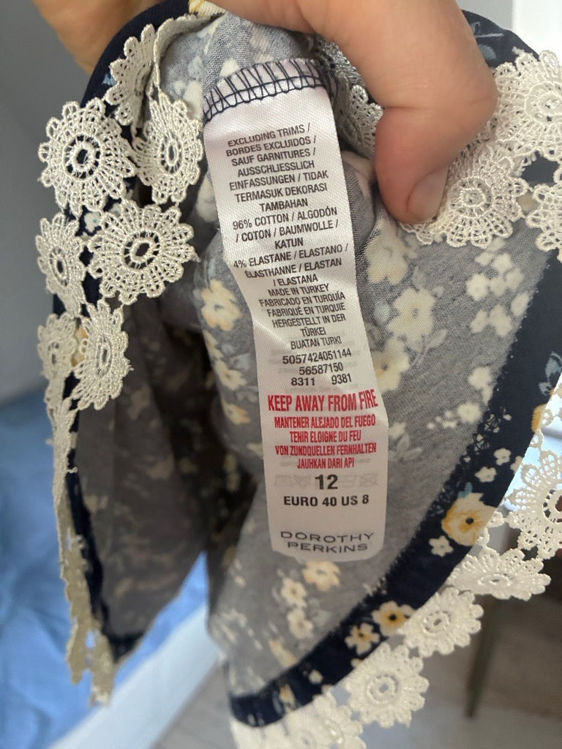 EXCLUDING TRIMS /
BORDES EXCLUIDOS /
SAUF GARNITURES /
AUSSCHLIESSLICH
EINFASSUNGEN / TIDAK
TERMASUK DEKORASI
TAMBAHAN
96% COTTON / ALGODÓN
/ COTON / BAUMWOLLE /
KATUN
4% ELASTANE / ELASTANO /
ELASTHANNE / ELASTAN
/ ELASTANA
MADE IN TURKEY
FABRICADO EN TURQUÍA
FABRIQUÉ EN TURQUIE
HERGESTELLT IN DER
TÜRKEI
BUATAN TURKI
5057424051144
56587150
8311 9381
KEEP AWAY FROM FIRE
MANTENER ALEJADO DEL FUEGO
TENIR ELOIGNE DU FEU
VON ZUNDQUELLEN FERNHALTEN
JAUHKAN DARI API
12
EURO 40 US 8
DOROTHY
PERKINS